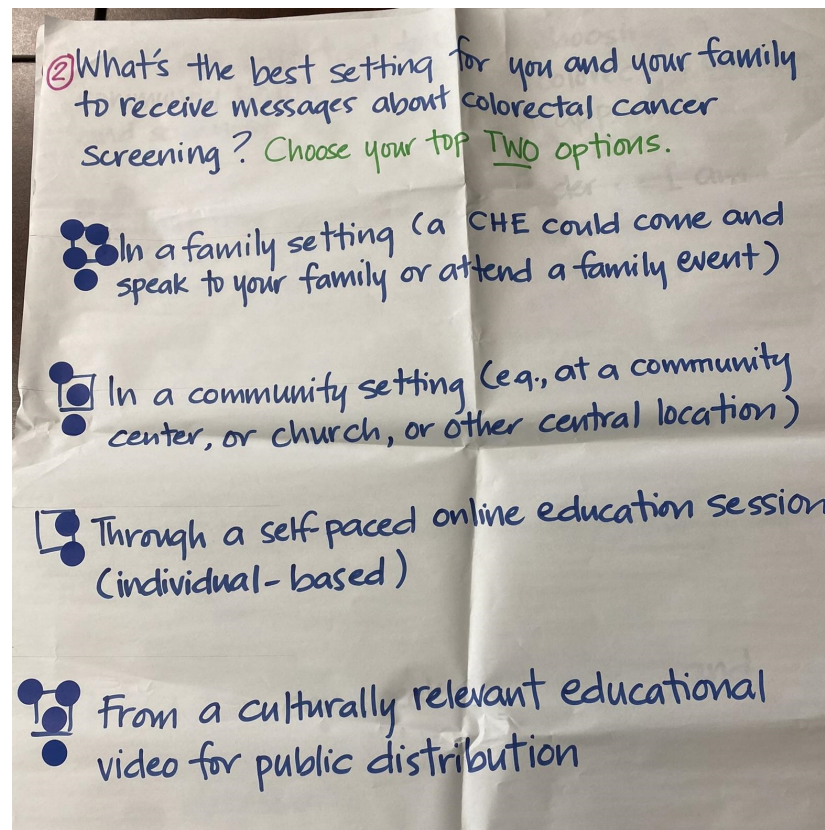 ② What's the best setting for you and your family
to receive messages about colorectal cancer
screening? Choose your top TWO options.
In a family setting (a CHE could come and
speak to your family or attend a family event)
In a community setting (eg., at a community
center, or church, or other central location)
Through a self-paced online education session
(individual-based)
From a culturally relevant educational
video for public distribution